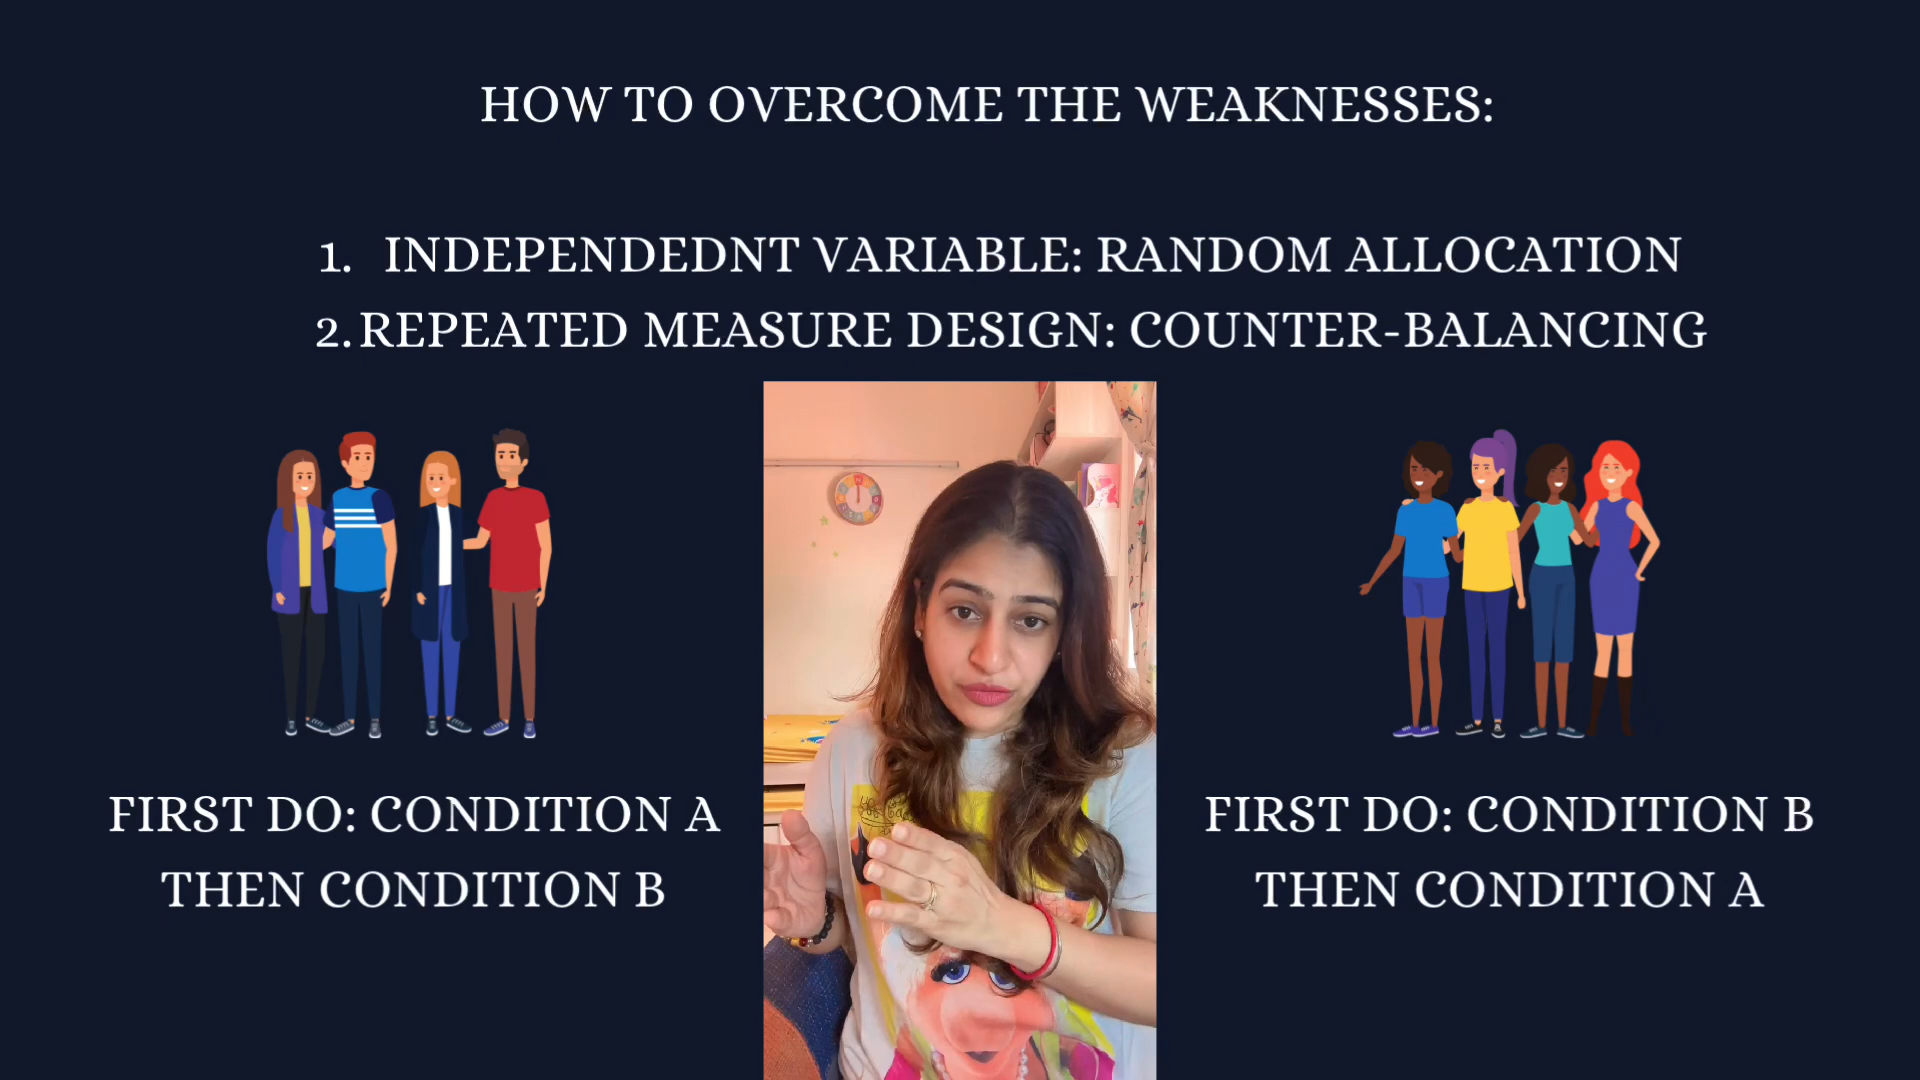 HOW TO OVERCOME THE WEAKNESSES:
1. INDEPENDEDNT VARIABLE: RANDOM ALLOCATION
2. REPEATED MEASURE DESIGN: COUNTER-BALANCING
FIRST DO: CONDITION A
THEN CONDITION B
FIRST DO: CONDITION B
THEN CONDITION A